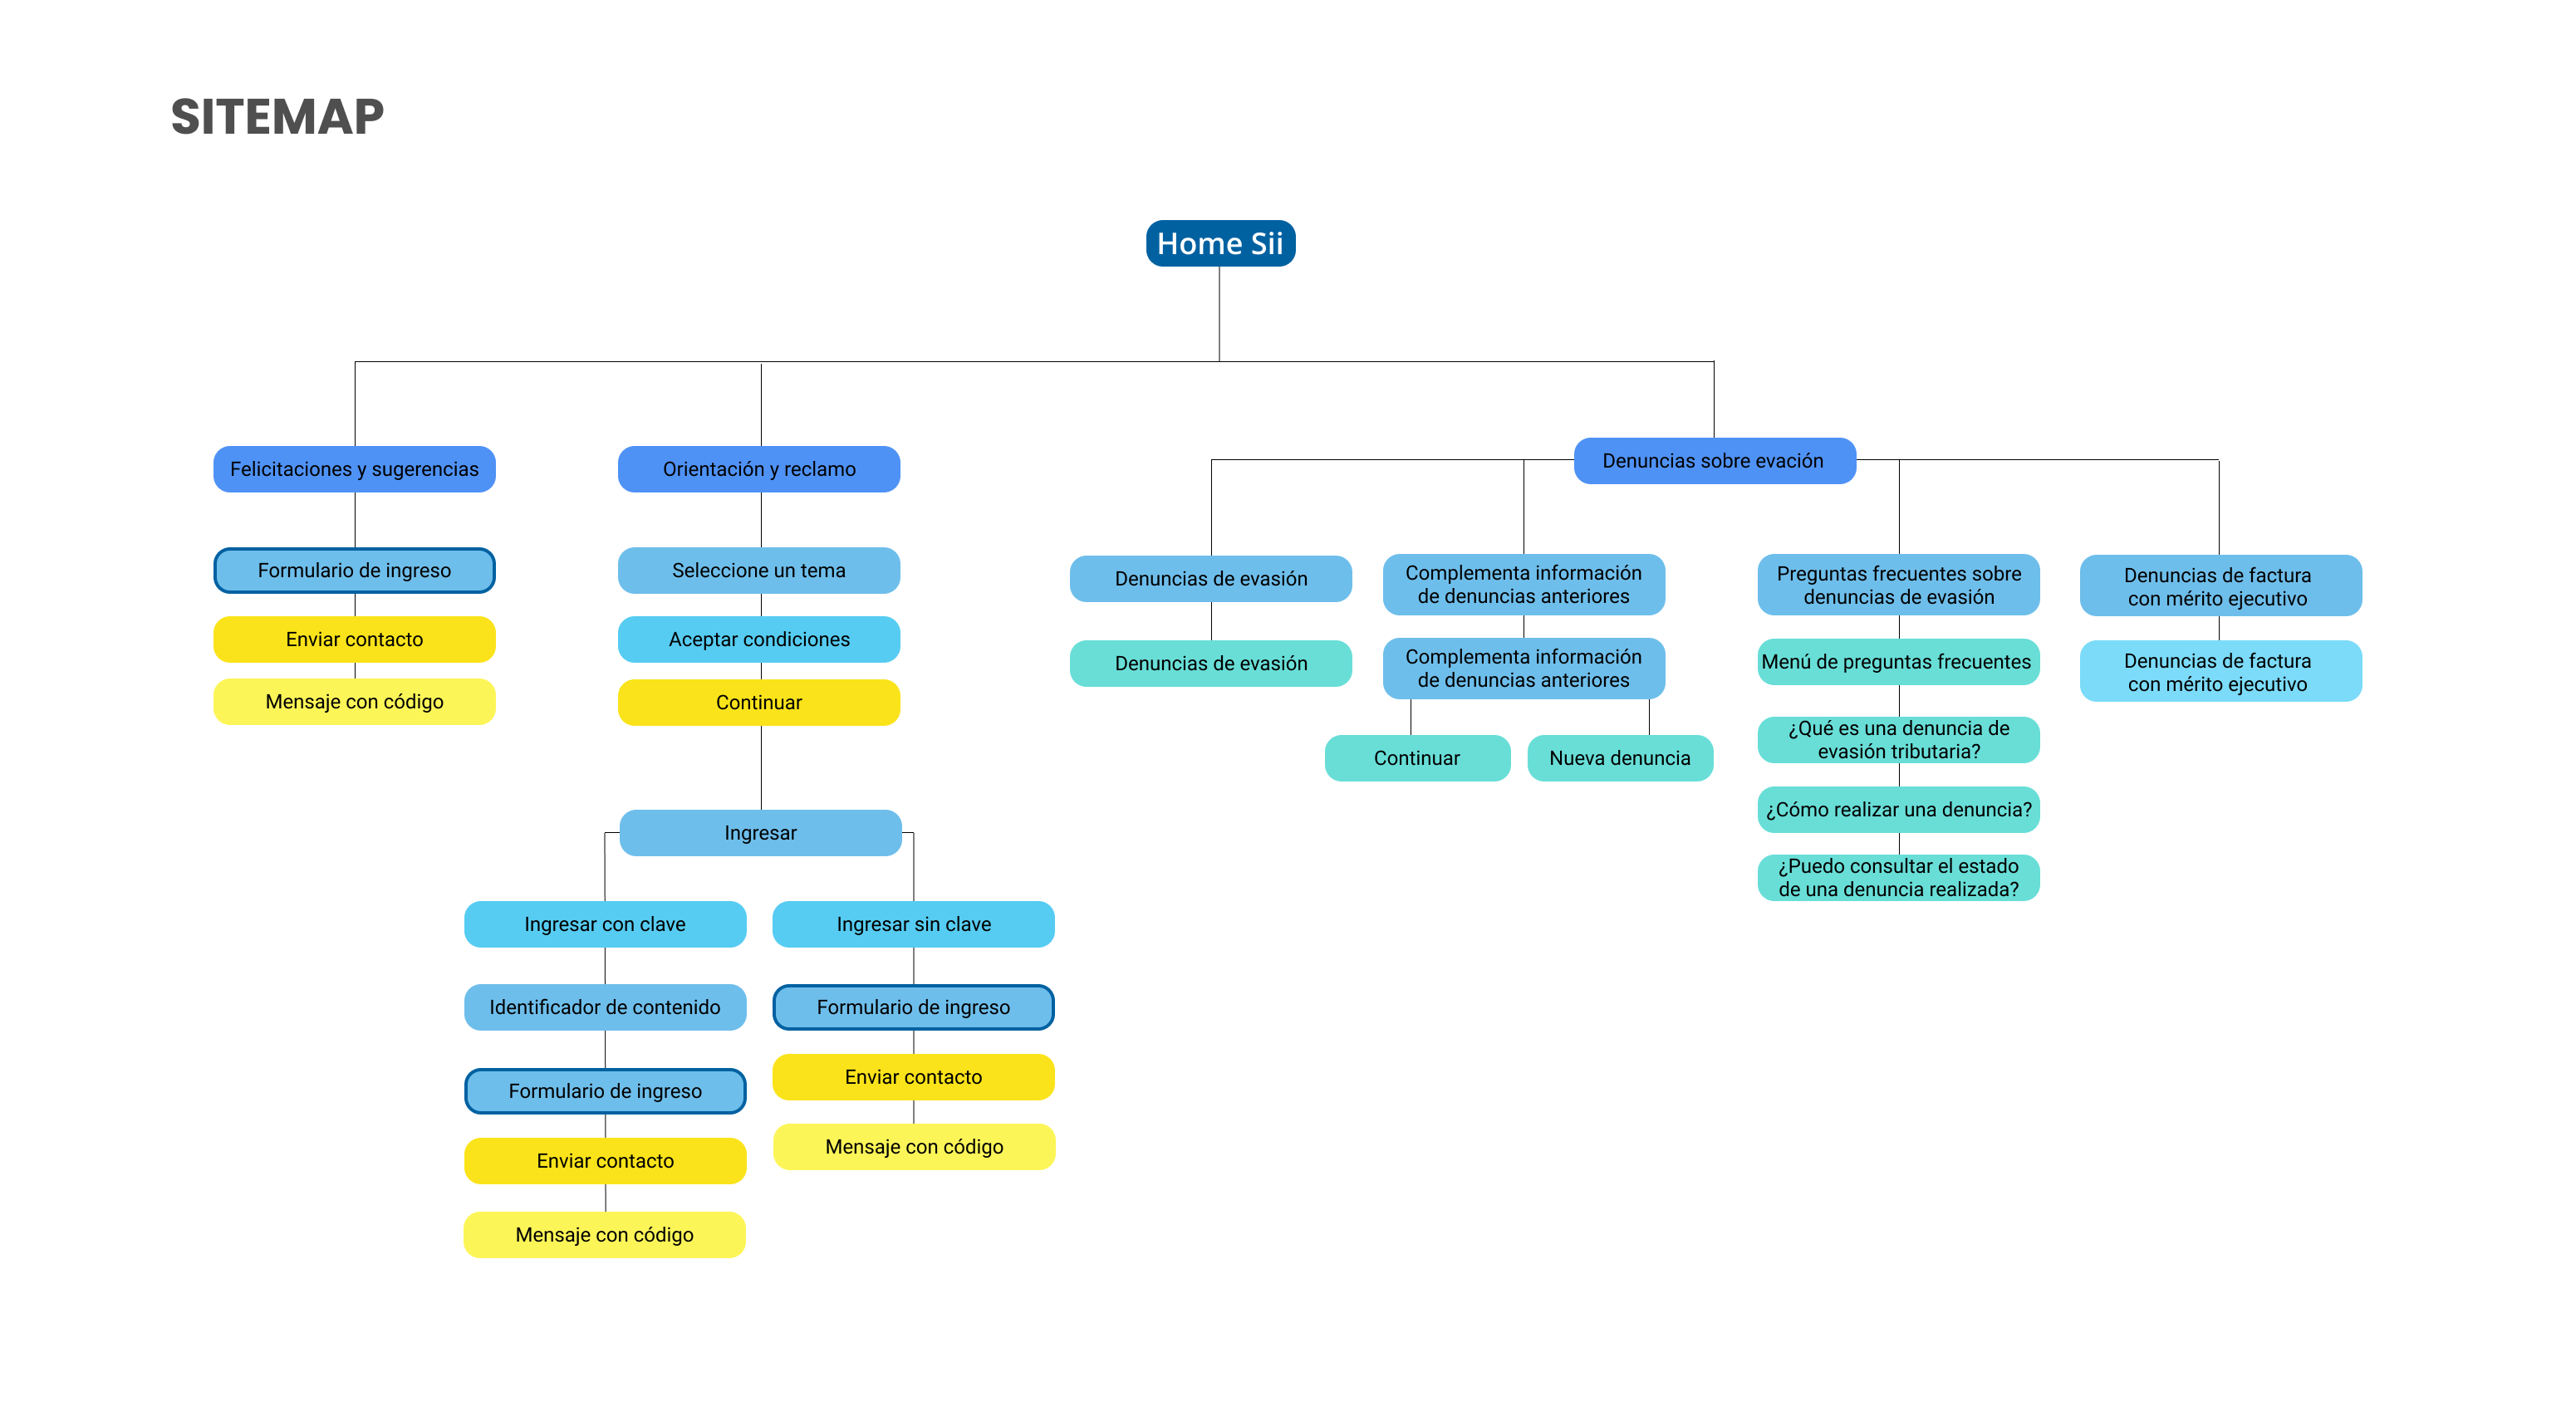 SITEMAP
Home Sii
Felicitaciones y sugerencias
Formulario de ingreso
Enviar contacto
Mensaje con código
Orientación y reclamo
Seleccione un tema
Aceptar condiciones
Continuar
Ingresar
Ingresar con clave
Identificador de contenido
Formulario de ingreso
Enviar contacto
Mensaje con código
Ingresar sin clave
Formulario de ingreso
Enviar contacto
Mensaje con código
Denuncias sobre evación
Denuncias de evasión
Denuncias de evasión
Complementa información
de denuncias anteriores
Complementa información
de denuncias anteriores
Continuar
Nueva denuncia
Preguntas frecuentes sobre
denuncias de evasión
Menú de preguntas frecuentes
¿Qué es una denuncia de
evasión tributaria?
¿Cómo realizar una denuncia?
¿Puedo consultar el estado
de una denuncia realizada?
Denuncias de factura
con mérito ejecutivo
Denuncias de factura
con mérito ejecutivo